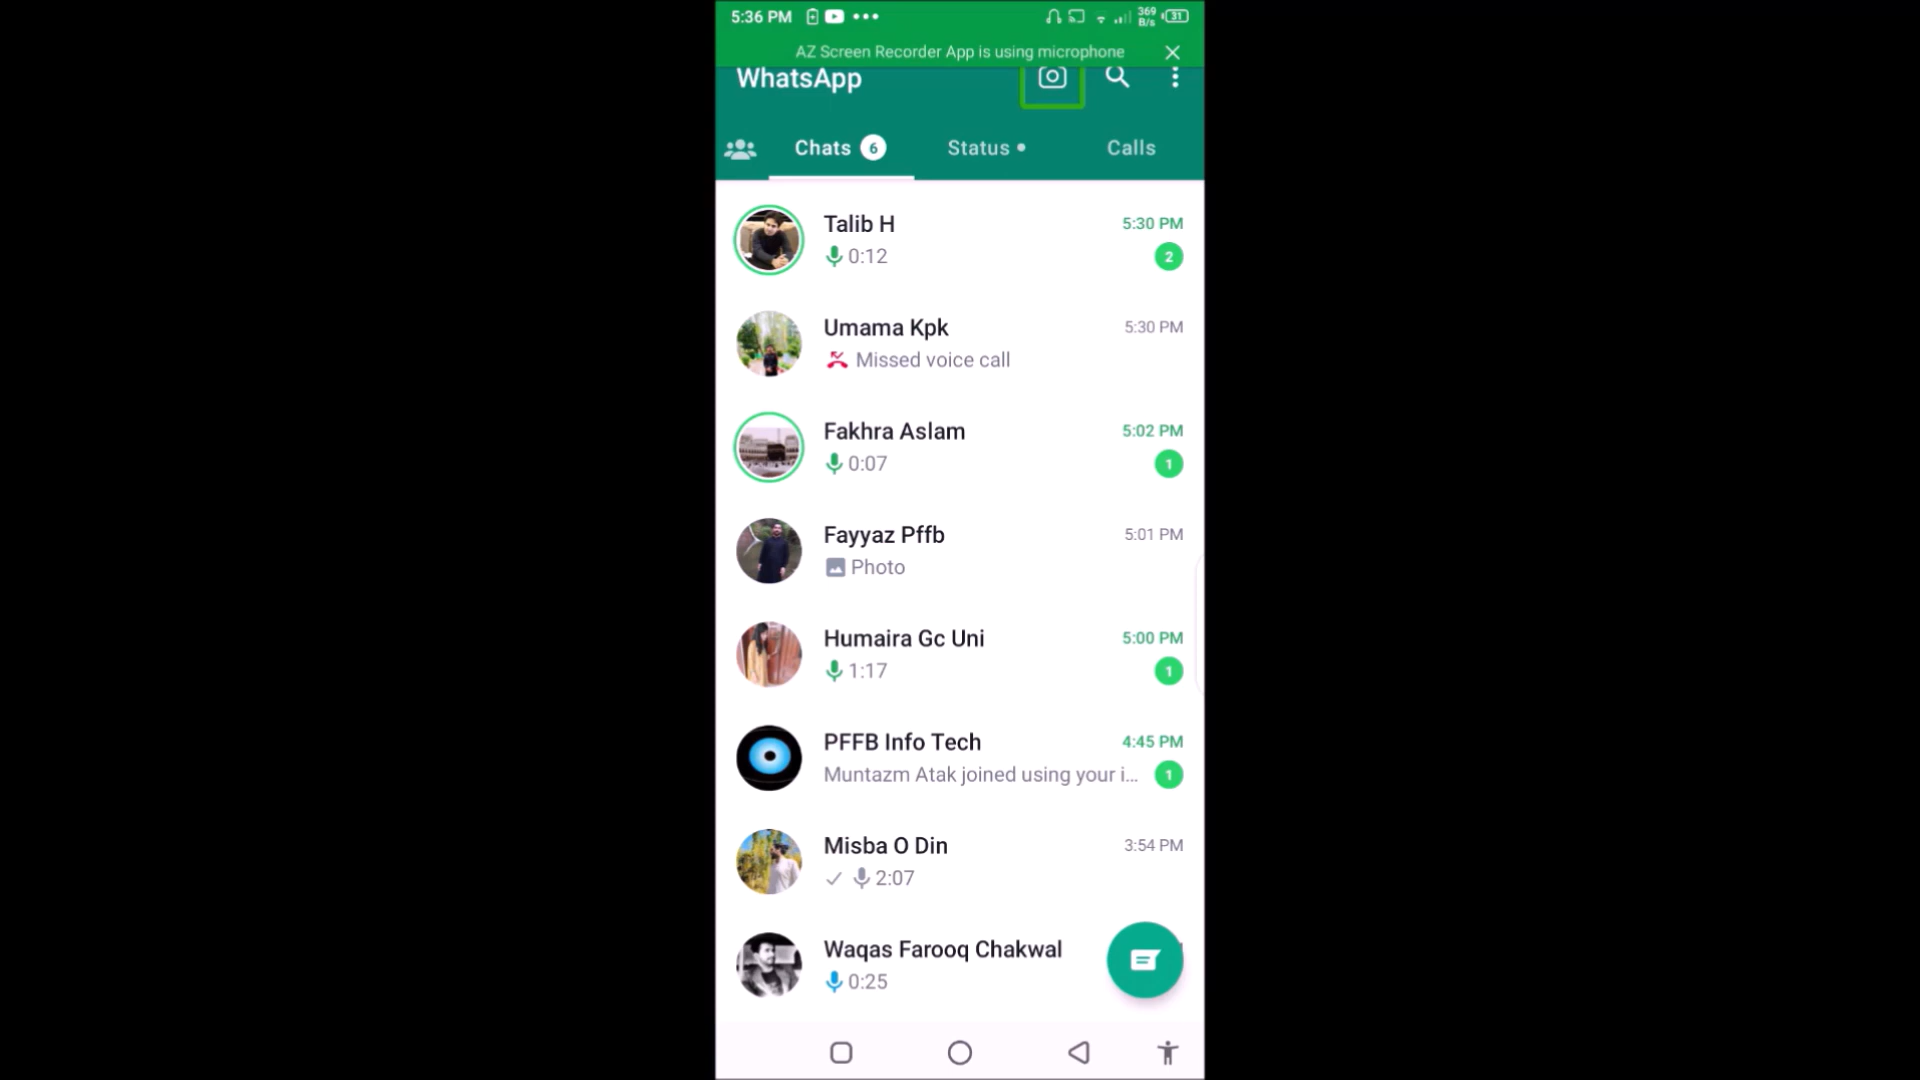 5:36 PM 369 B/s 31
AZ Screen Recorder App is using microphone
WhatsApp
Chats 6 Status Calls
Talib H 5:30 PM
0:12 2
Umama Kpk 5:30 PM
Missed voice call
Fakhra Aslam 5:02 PM
0:07 1
Fayyaz Pffb 5:01 PM
Photo
Humaira Gc Uni 5:00 PM
1:17 1
PFFB Info Tech 4:45 PM
Muntazm Atak joined using your i... 1
Misba O Din 3:54 PM
2:07
Waqas Farooq Chakwal
0:25